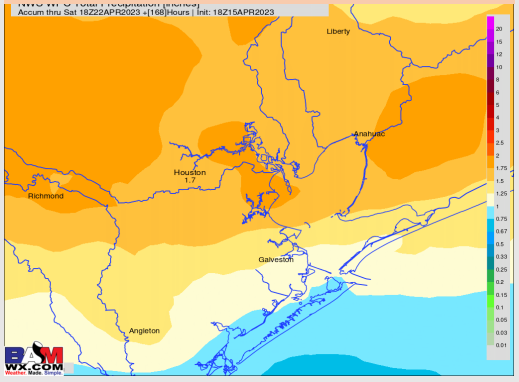 NWS WPC Total Precipitation [inches]
Accum thru Sat 18Z22APR2023 +[168]Hours | Init: 18Z15APR2023
Liberty
Anahuac
Houston
1.7
Richmond
Galveston
Angleton
20
15
12
10
8
6
5
4
3
2.5
2
1.75
1.5
1.25
1
0.75
0.67
0.5
0.33
0.25
0.2
0.15
0.1
0.05
0.03
0.01
BAM
WX.COM
Weather. Made. Simple.